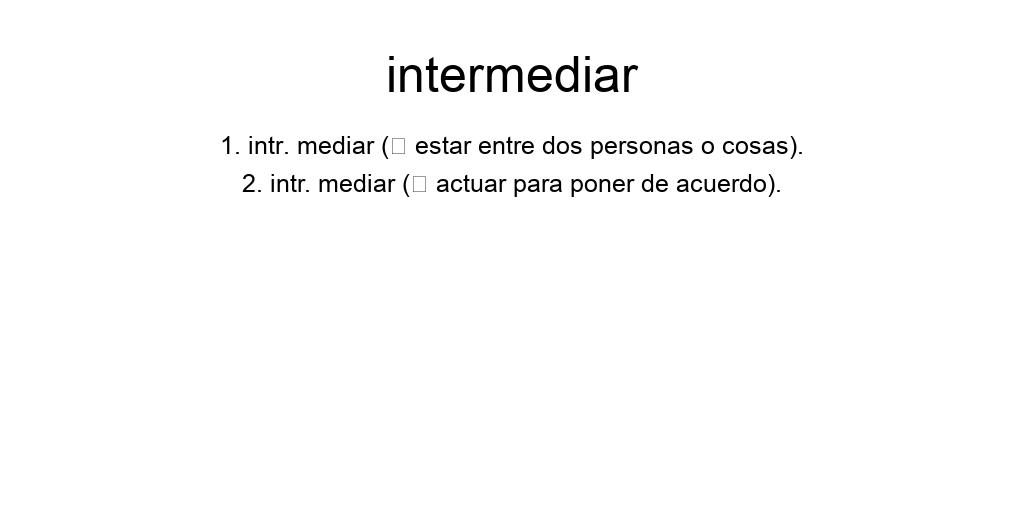 intermediar
1. intr. mediar (□ estar entre dos personas o cosas).
2. intr. mediar (□ actuar para poner de acuerdo).